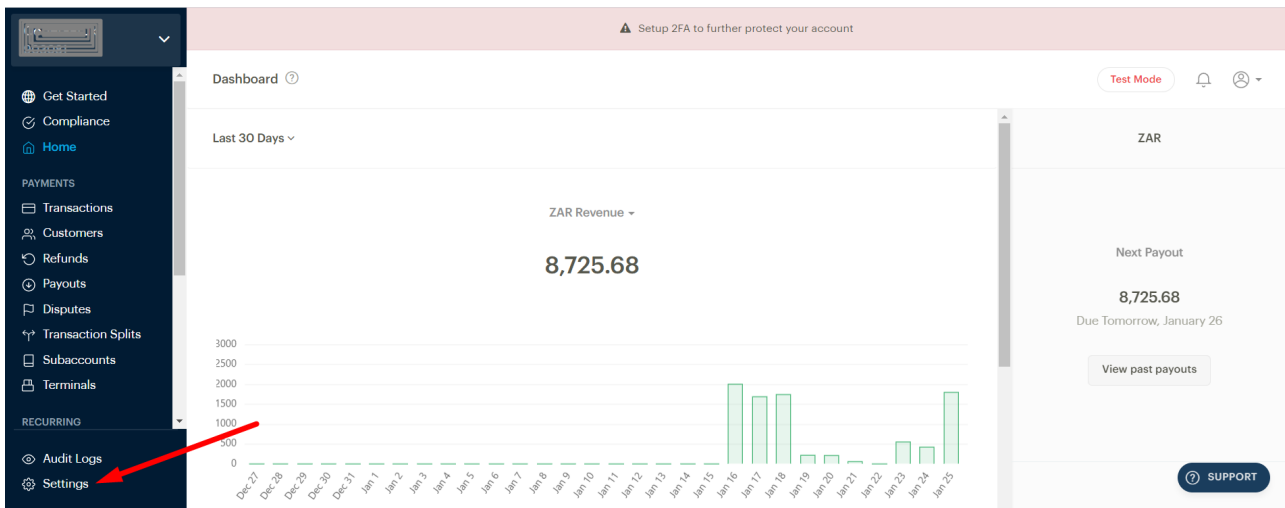 Setup 2FA to further protect your account
Dashboard
Test Mode
Get Started
Compliance
Home
PAYMENTS
Transactions
Customers
Refunds
Payouts
Disputes
Transaction Splits
Subaccounts
Terminals
RECURRING
Audit Logs
Settings
Last 30 Days
ZAR Revenue
8,725.68
3000
2500
2000
1500
1000
500
0
Dec 27
Dec 28
Dec 29
Dec 30
Dec 31
Jan 1
Jan 2
Jan 3
Jan 4
Jan 5
Jan 6
Jan 7
Jan 8
Jan 9
Jan 10
Jan 11
Jan 12
Jan 13
Jan 14
Jan 15
Jan 16
Jan 17
Jan 18
Jan 19
Jan 20
Jan 21
Jan 22
Jan 23
Jan 24
Jan 25
ZAR
Next Payout
8,725.68
Due Tomorrow, January 26
View past payouts
? SUPPORT